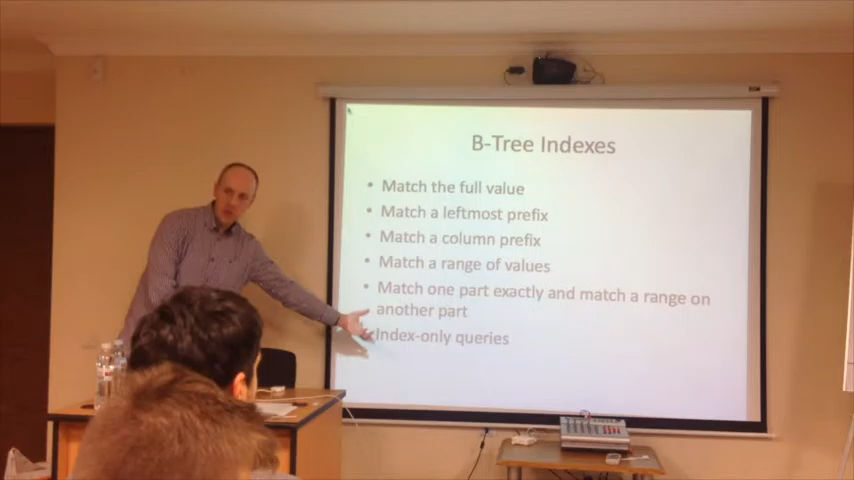 B-Tree Indexes
• Match the full value
• Match a leftmost prefix
• Match a column prefix
• Match a range of values
• Match one part exactly and match a range on
another part
Index-only queries